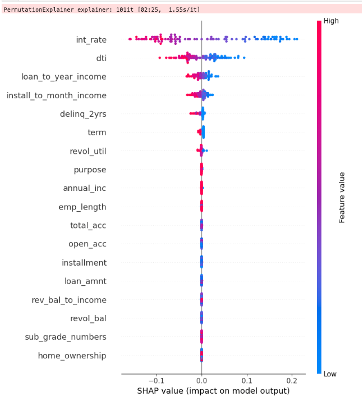 PermutationExplainer explainer: 101it [02:25, 1.55s/it]
High
int_rate
dti
loan_to_year_income
install_to_month_income
delinq_2yrs
term
revol_util
purpose
annual_inc
emp_length
total_acc
open_acc
installment
loan_amnt
rev_bal_to_income
revol_bal
sub_grade_numbers
home_ownership
Feature value
Low
−0.1 0.0 0.1 0.2
SHAP value (impact on model output)